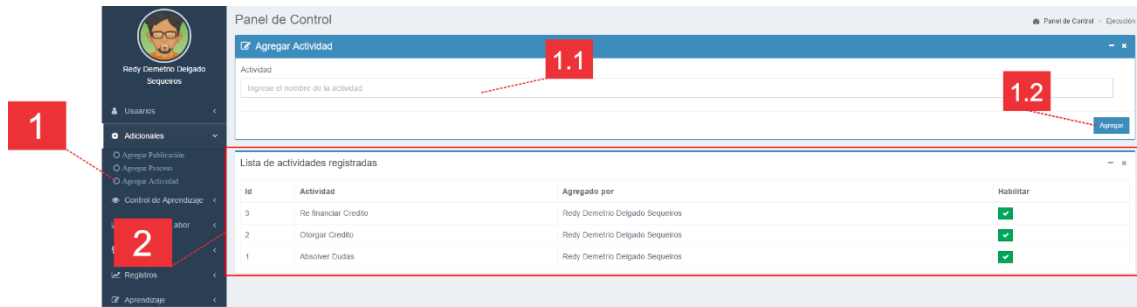 Redy Demetrio Delgado
Sequeiros
Usuarios
Adicionales
Agregar Publicación
Agregar Proceso
Agregar Actividad
Control de Aprendizaje
abor
Registros
Aprendizaje
1
2
Panel de Control
Panel de Control > Ejecución
Agregar Actividad
Actividad
Ingrese el nombre de la actividad
1.1
1.2
Agregar
Lista de actividades registradas
Id Actividad Agregado por Habilitar
3 Re financiar Credito Redy Demetrio Delgado Sequeiros
2 Otorgar Credito Redy Demetrio Delgado Sequeiros
1 Absolver Dudas Redy Demetrio Delgado Sequeiros